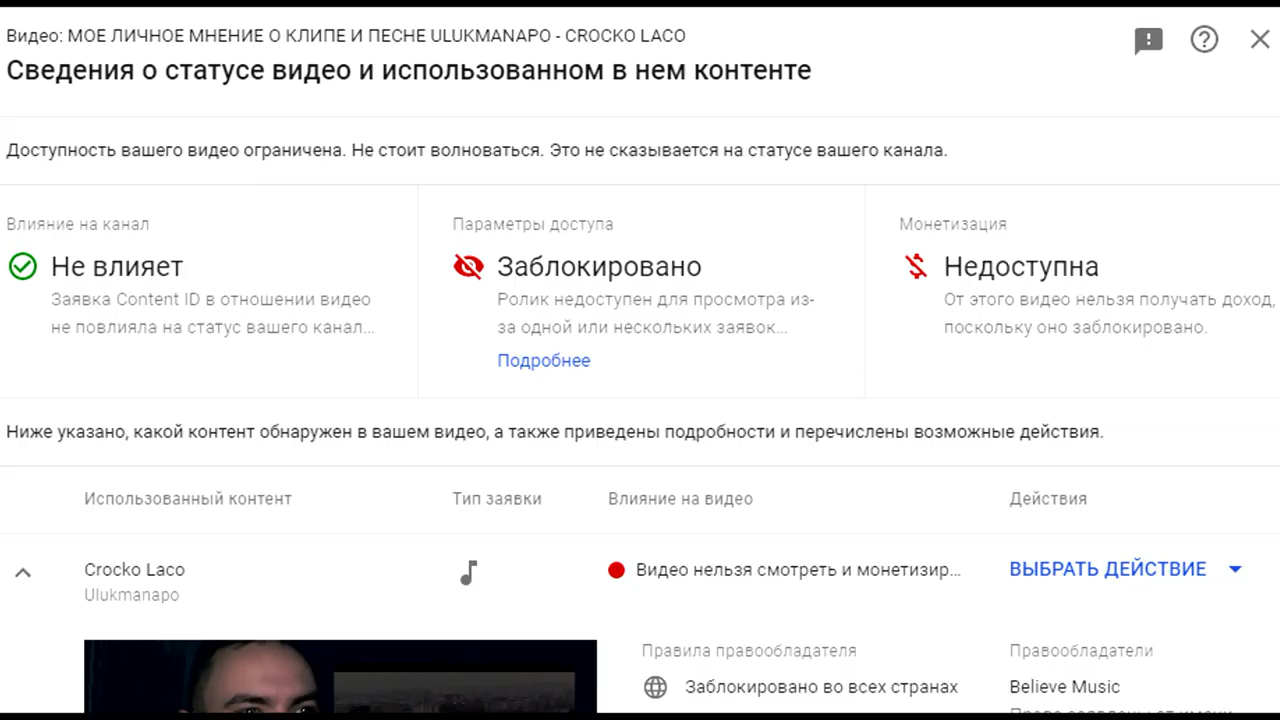 Видео: МОЕ ЛИЧНОЕ МНЕНИЕ О КЛИПЕ И ПЕСНЕ ULUKMANAPO - CROCKO LACO
Сведения о статусе видео и использованном в нем контенте
Доступность вашего видео ограничена. Не стоит волноваться. Это не сказывается на статусе вашего канала.
Влияние на канал
Не влияет
Заявка Content ID в отношении видео
не повлияла на статус вашего канал...
Параметры доступа
Заблокировано
Ролик недоступен для просмотра из-
за одной или нескольких заявок...
Подробнее
Монетизация
Недоступна
От этого видео нельзя получать доход,
поскольку оно заблокировано.
Ниже указано, какой контент обнаружен в вашем видео, а также приведены подробности и перечислены возможные действия.
Использованный контент Тип заявки Влияние на видео Действия
Crocko Laco Видео нельзя смотреть и монетизир... ВЫБРАТЬ ДЕЙСТВИЕ
Ulukmanapo
Правила правообладателя Правообладатели
Заблокировано во всех странах Believe Music